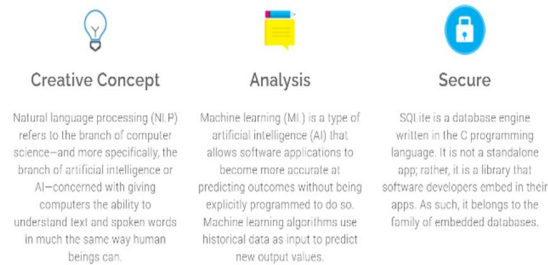 Creative Concept
Natural language processing (NLP)
refers to the branch of computer
science—and more specifically, the
branch of artificial intelligence or
AI—concerned with giving
computers the ability to
understand text and spoken words
in much the same way human
beings can.
Analysis
Machine learning (ML) is a type of
artificial intelligence (AI) that
allows software applications to
become more accurate at
predicting outcomes without being
explicitly programmed to do so.
Machine learning algorithms use
historical data as input to predict
new output values.
Secure
SQLite is a database engine
written in the C programming
language. It is not a standalone
app; rather, it is a library that
software developers embed in their
apps. As such, it belongs to the
family of embedded databases.